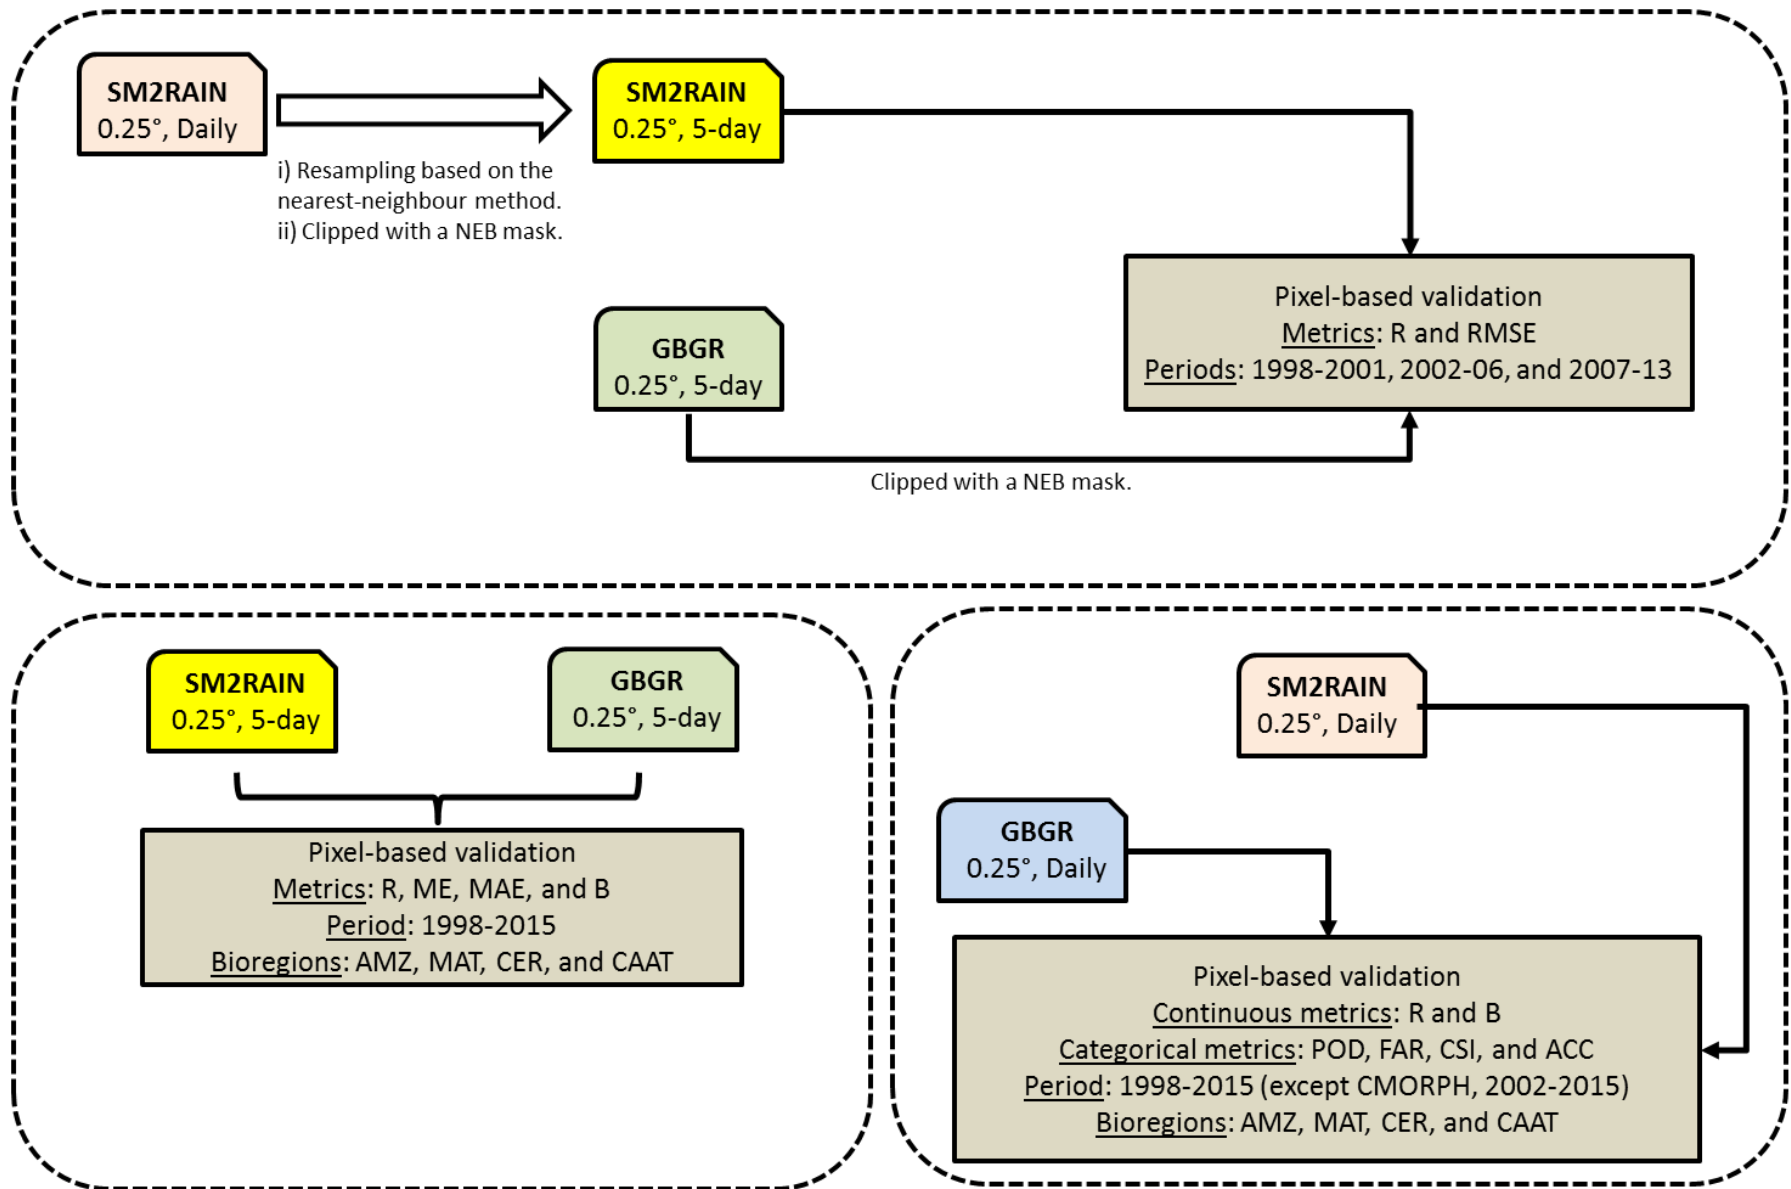 SM2RAIN
0.25°, Daily
i) Resampling based on the
nearest-neighbour method.
ii) Clipped with a NEB mask.
SM2RAIN
0.25°, 5-day
GBGR
0.25°, 5-day
Clipped with a NEB mask.
Pixel-based validation
Metrics: R and RMSE
Periods: 1998-2001, 2002-06, and 2007-13
SM2RAIN
0.25°, 5-day
GBGR
0.25°, 5-day
Pixel-based validation
Metrics: R, ME, MAE, and B
Period: 1998-2015
Bioregions: AMZ, MAT, CER, and CAAT
SM2RAIN
0.25°, Daily
GBGR
0.25°, Daily
Pixel-based validation
Continuous metrics: R and B
Categorical metrics: POD, FAR, CSI, and ACC
Period: 1998-2015 (except CMORPH, 2002-2015)
Bioregions: AMZ, MAT, CER, and CAAT